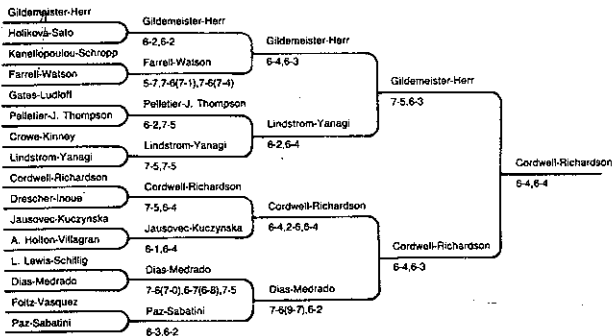 Gildemeister-Herr
Holikova-Sato
Kanellopoulou-Schropp
Farrell-Watson
Gates-Ludloff
Pelletier-J. Thompson
Crowe-Kinney
Lindstrom-Yanagi
Cordwell-Richardson
Drescher-Inoue
Jausovec-Kuczynska
A. Holton-Villagran
L. Lewis-Schillig
Dias-Medrado
Foltz-Vasquez
Paz-Sabatini
Gildemeister-Herr
6-2,6-2
Farrell-Watson
5-7,7-6(7-1),7-6(7-4)
Pelletier-J. Thompson
6-2,7-5
Lindstrom-Yanagi
7-5,7-5
Cordwell-Richardson
7-5,6-4
Jausovec-Kuczynska
6-1,6-4
Dias-Medrado
7-6(7-0),6-7(6-8),7-5
Paz-Sabatini
6-3,6-2
Gildemeister-Herr
6-4,6-3
Lindstrom-Yanagi
6-2,6-4
Cordwell-Richardson
6-4,2-6,6-4
Dias-Medrado
7-6(9-7),6-2
Gildemeister-Herr
7-5,6-3
Cordwell-Richardson
6-4,6-3
Cordwell-Richardson
6-4,6-4